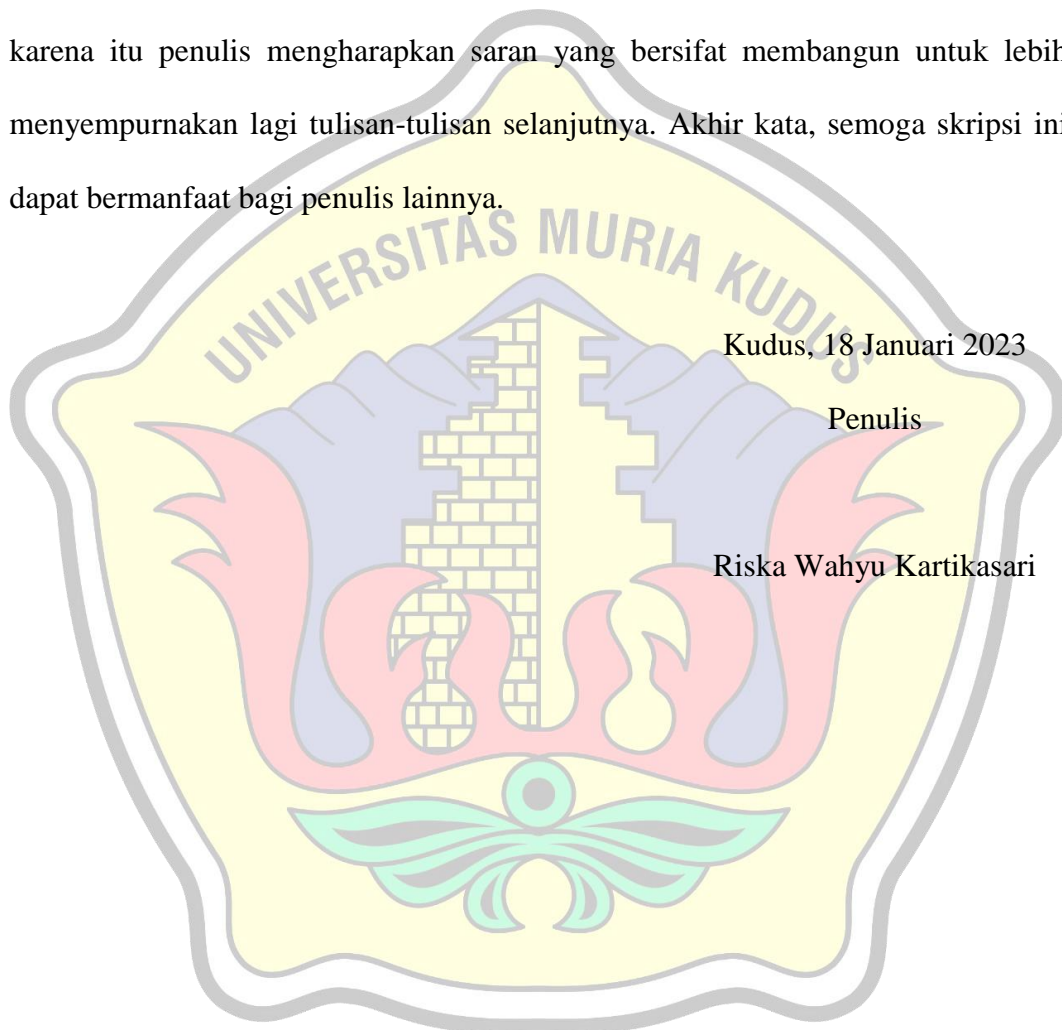 karena itu penulis mengharapkan saran yang bersifat membangun untuk lebih
menyempurnakan lagi tulisan-tulisan selanjutnya. Akhir kata, semoga skripsi ini
dapat bermanfaat bagi penulis lainnya.
UNIVERSITAS MURIA KUDUS
Kudus, 18 Januari 2023
Penulis
Riska Wahyu Kartikasari